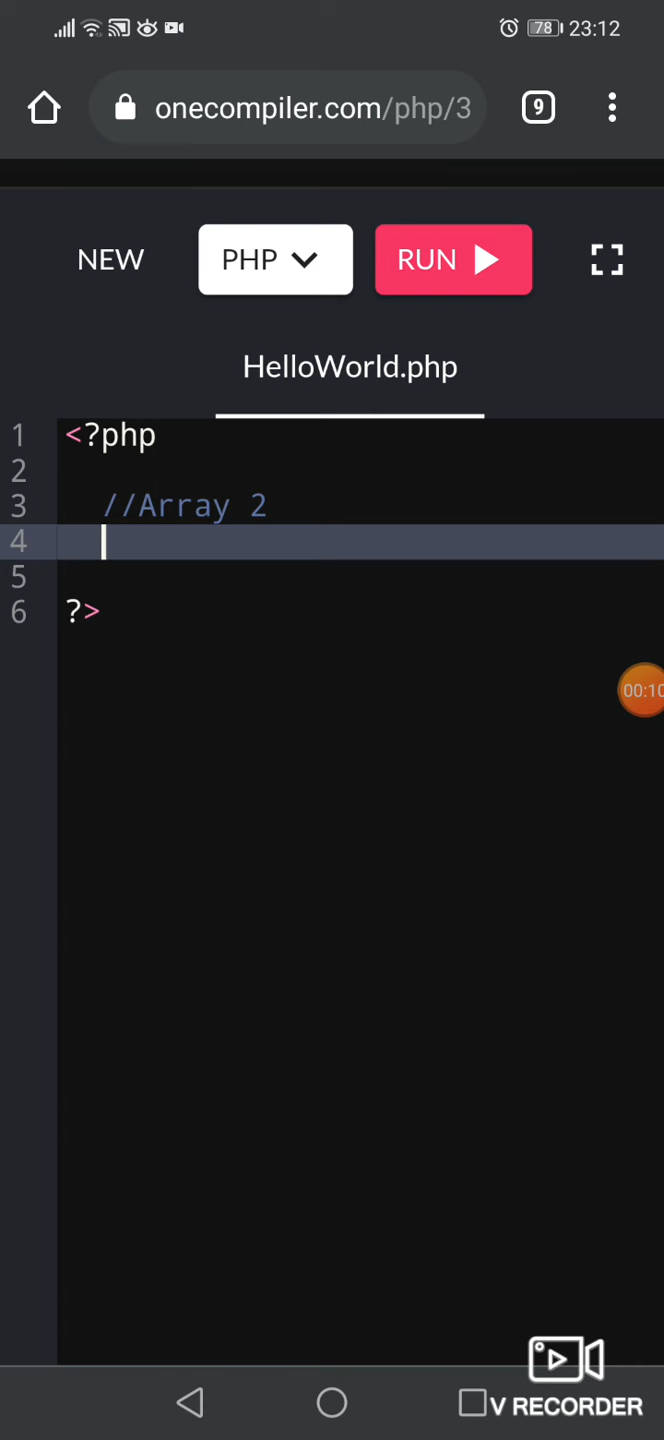 78 23:12
onecompiler.com/php/3 9
NEW PHP RUN
HelloWorld.php
1 <?php
2
3 //Array 2
4
5
6 ?>
00:10
V RECORDER